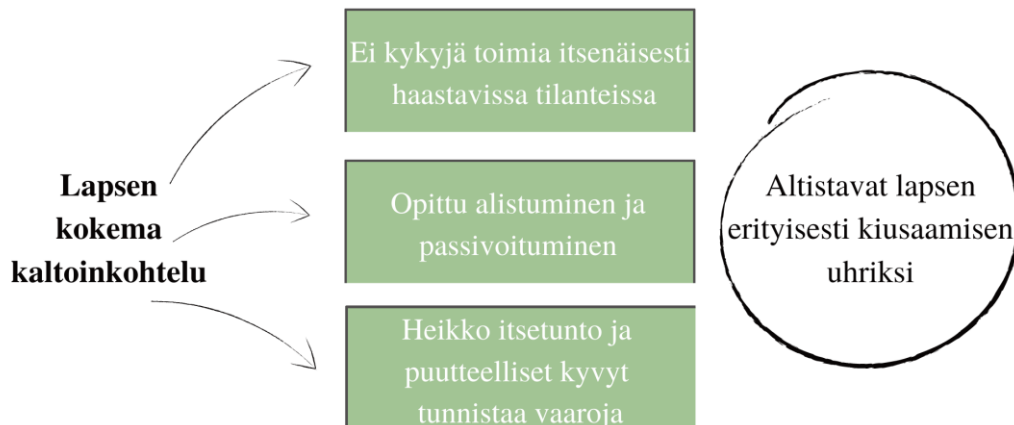 Lapsen
kokema
kaltoinkohtelu
Ei kykyjä toimia itsenäisesti
haastavissa tilanteissa
Opittu alistuminen ja
passivoituminen
Heikko itsetunto ja
puutteelliset kyvyt
tunnistaa vaaroja
Altistavat lapsen
erityisesti kiusaamisen
uhriksi